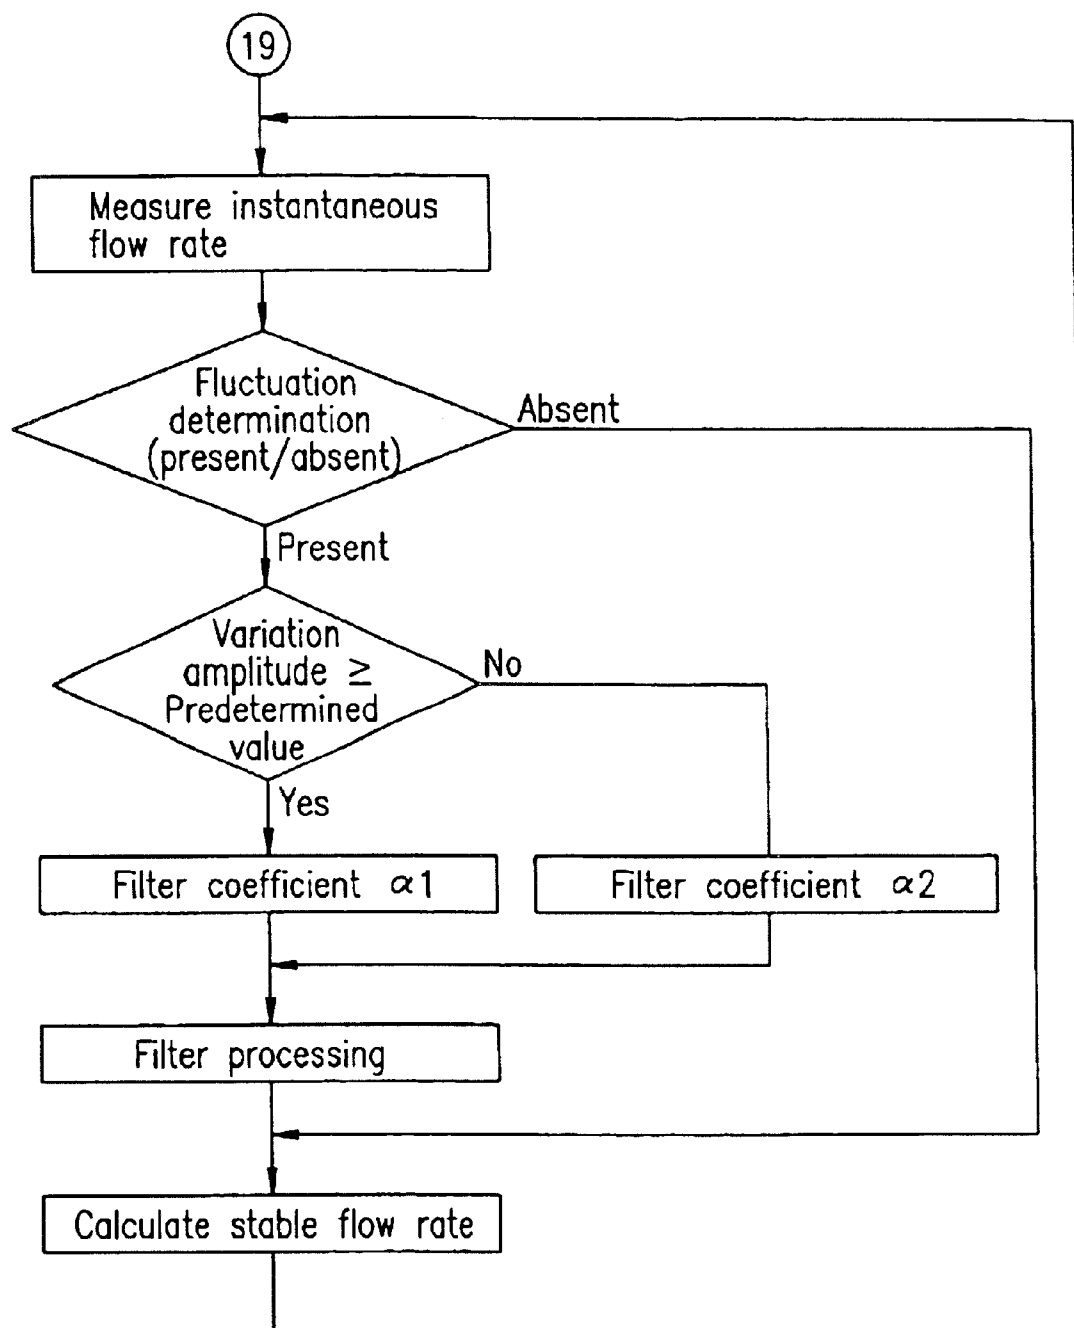 19
Measure instantaneous
flow rate
Fluctuation
determination
(present/absent)
Absent
Present
Variation
amplitude ≥
Predetermined
value
No
Yes
Filter coefficient α1
Filter coefficient α2
Filter processing
Calculate stable flow rate